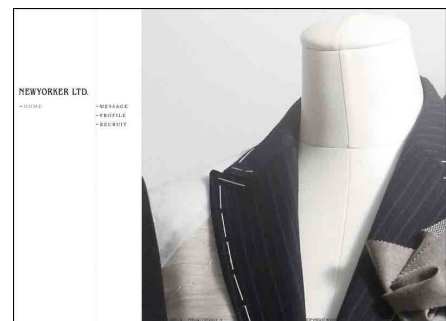 NEWYORKER LTD.
~HOME
~MESSAGE
~PROFILE
~RECRUIT